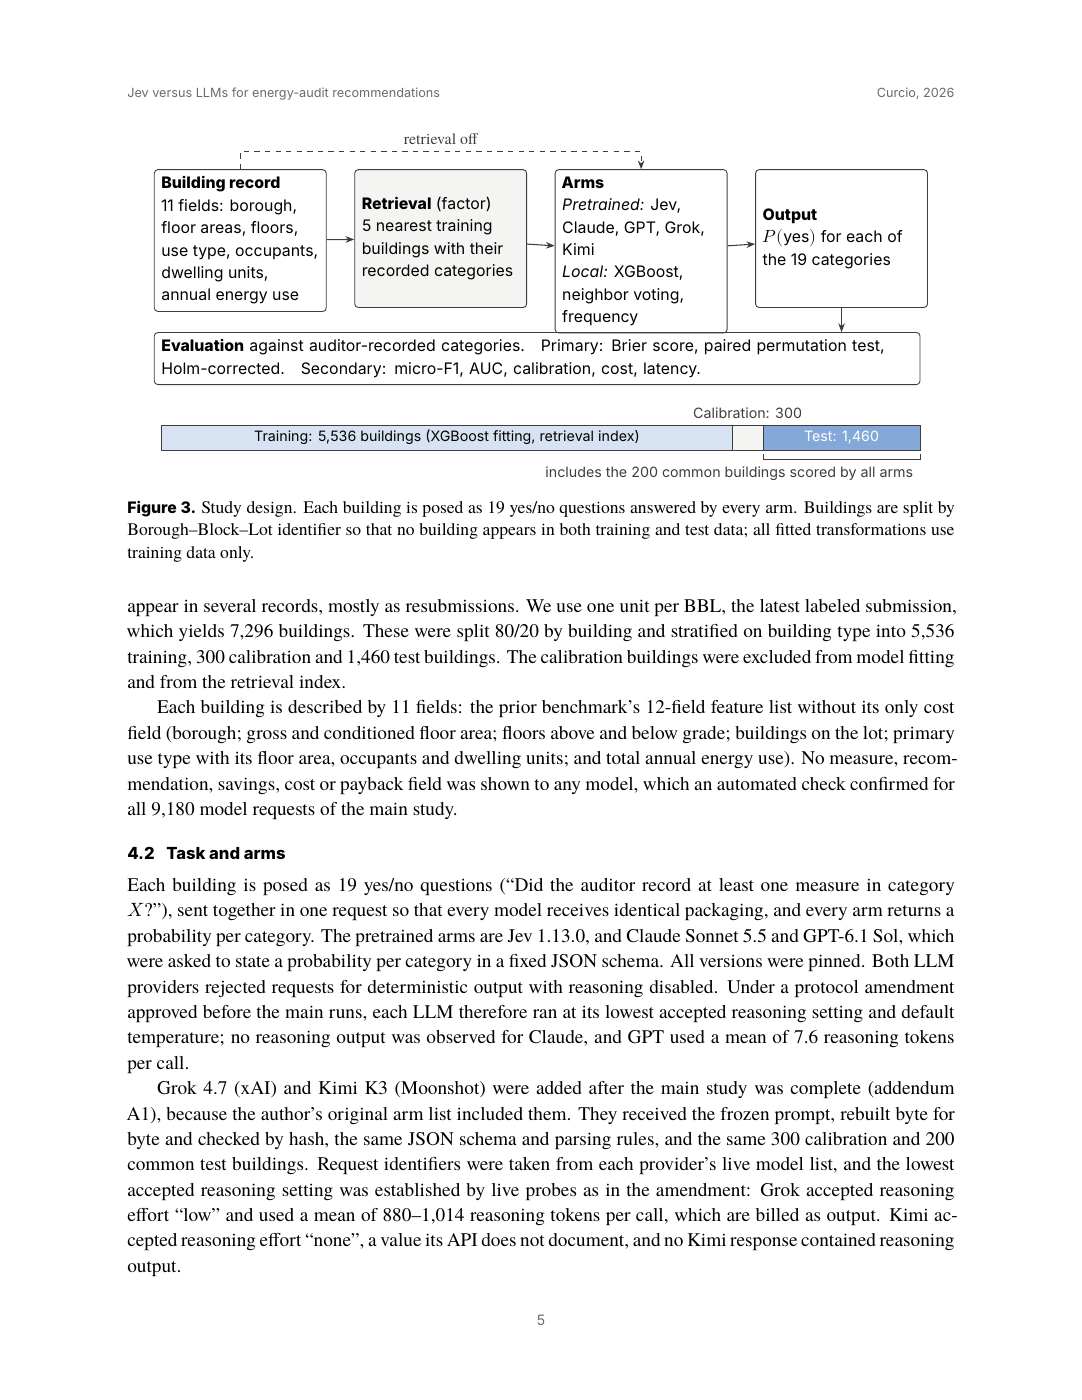 Jev versus LLMs for energy-audit recommendations
Curcio, 2026
retrieval off
Building record
11 fields: borough,
floor areas, floors,
use type, occupants,
dwelling units,
annual energy use
Retrieval (factor)
5 nearest training
buildings with their
recorded categories
Arms
Pretrained: Jev,
Claude, GPT, Grok,
Kimi
Local: XGBoost,
neighbor voting,
frequency
Output
P(yes) for each of
the 19 categories
Evaluation against auditor-recorded categories. Primary: Brier score, paired permutation test,
Holm-corrected. Secondary: micro-F1, AUC, calibration, cost, latency.
Calibration: 300
Training: 5,536 buildings (XGBoost fitting, retrieval index)
Test: 1,460
includes the 200 common buildings scored by all arms
Figure 3. Study design. Each building is posed as 19 yes/no questions answered by every arm. Buildings are split by
Borough–Block–Lot identifier so that no building appears in both training and test data; all fitted transformations use
training data only.
appear in several records, mostly as resubmissions. We use one unit per BBL, the latest labeled submission,
which yields 7,296 buildings. These were split 80/20 by building and stratified on building type into 5,536
training, 300 calibration and 1,460 test buildings. The calibration buildings were excluded from model fitting
and from the retrieval index.
Each building is described by 11 fields: the prior benchmark's 12-field feature list without its only cost
field (borough; gross and conditioned floor area; floors above and below grade; buildings on the lot; primary
use type with its floor area, occupants and dwelling units; and total annual energy use). No measure, recom-
mendation, savings, cost or payback field was shown to any model, which an automated check confirmed for
all 9,180 model requests of the main study.
4.2 Task and arms
Each building is posed as 19 yes/no questions (“Did the auditor record at least one measure in category
X?”), sent together in one request so that every model receives identical packaging, and every arm returns a
probability per category. The pretrained arms are Jev 1.13.0, and Claude Sonnet 5.5 and GPT-6.1 Sol, which
were asked to state a probability per category in a fixed JSON schema. All versions were pinned. Both LLM
providers rejected requests for deterministic output with reasoning disabled. Under a protocol amendment
approved before the main runs, each LLM therefore ran at its lowest accepted reasoning setting and default
temperature; no reasoning output was observed for Claude, and GPT used a mean of 7.6 reasoning tokens
per call.
Grok 4.7 (xAI) and Kimi K3 (Moonshot) were added after the main study was complete (addendum
A1), because the author's original arm list included them. They received the frozen prompt, rebuilt byte for
byte and checked by hash, the same JSON schema and parsing rules, and the same 300 calibration and 200
common test buildings. Request identifiers were taken from each provider's live model list, and the lowest
accepted reasoning setting was established by live probes as in the amendment: Grok accepted reasoning
effort “low” and used a mean of 880–1,014 reasoning tokens per call, which are billed as output. Kimi ac-
cepted reasoning effort “none”, a value its API does not document, and no Kimi response contained reasoning
output.
5